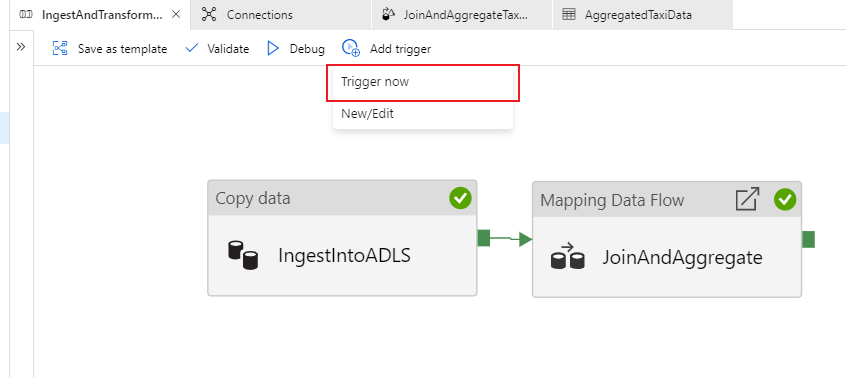 IngestAndTransform... Connections JoinAndAggregateTax... AggregatedTaxiData
Save as template Validate Debug Add trigger
Trigger now
New/Edit
Copy data
IngestIntoADLS
Mapping Data Flow
JoinAndAggregate